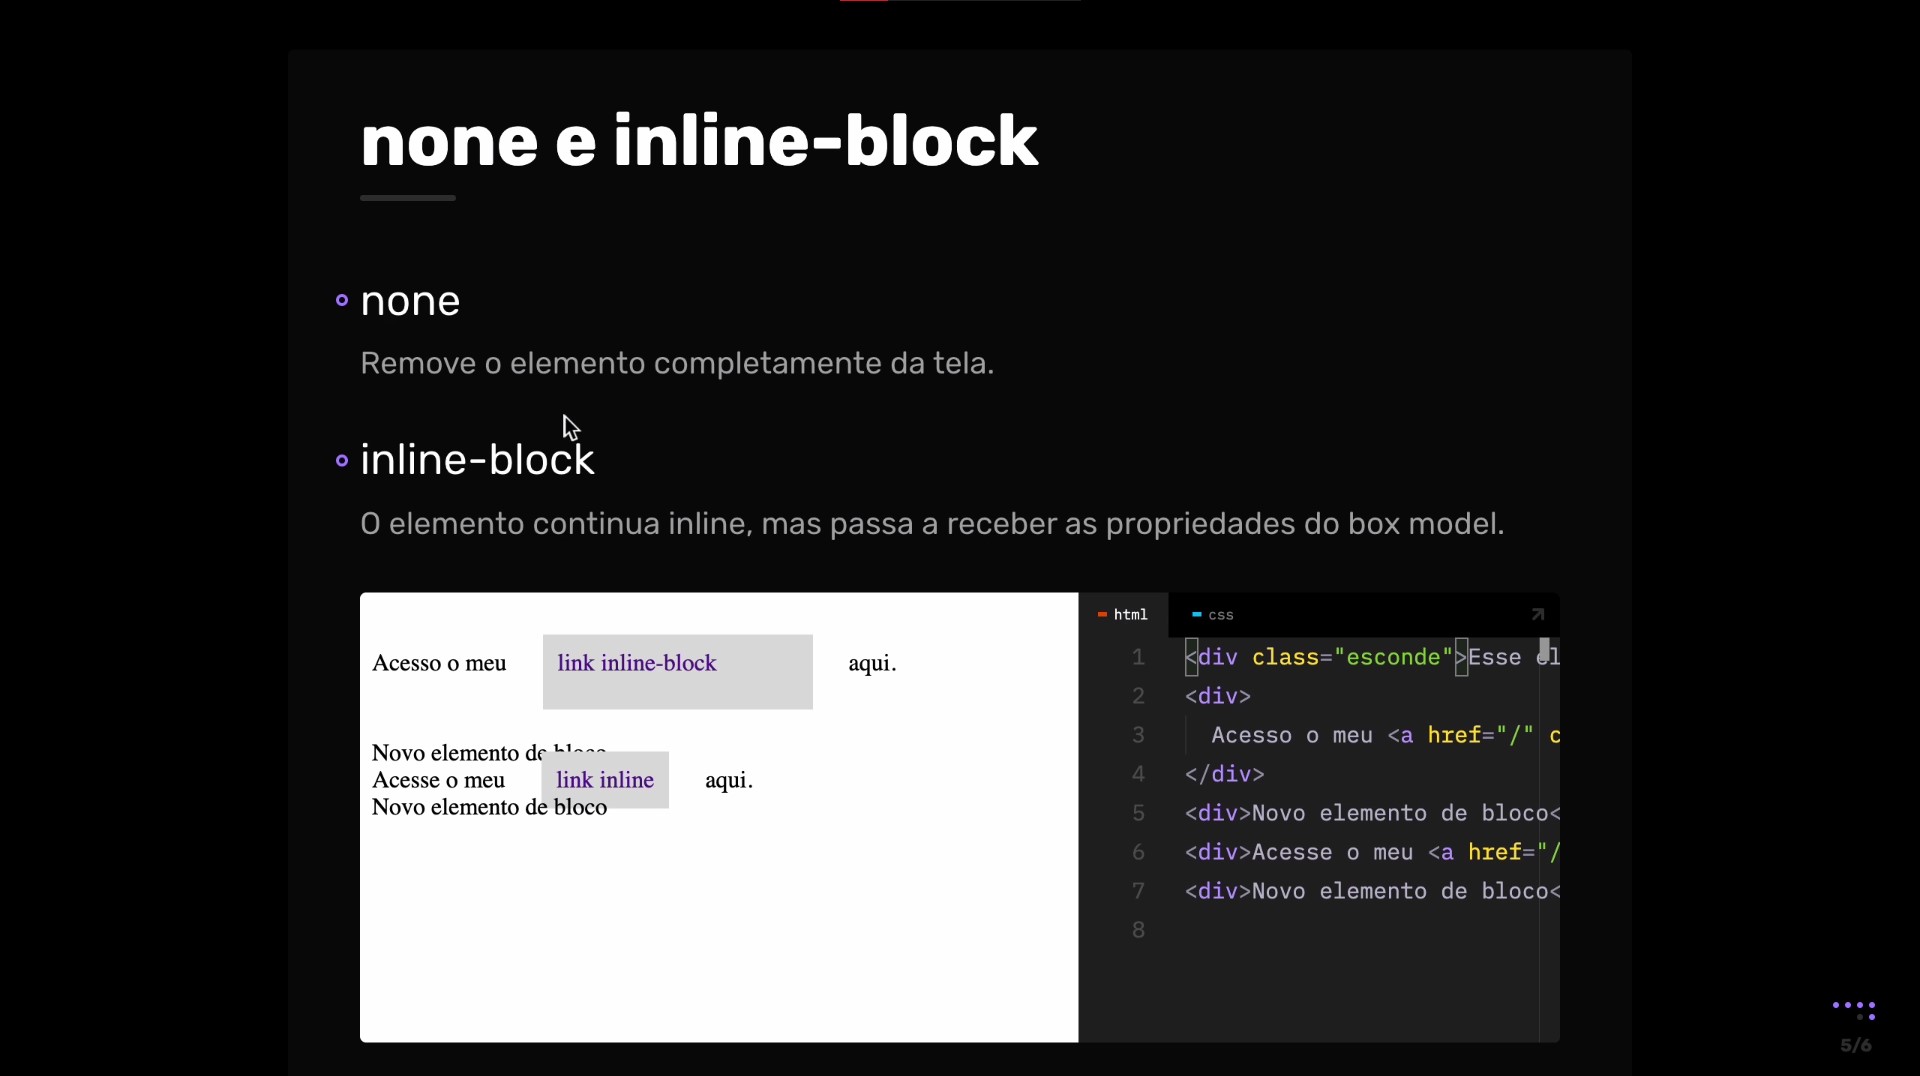 none e inline-block
none
Remove o elemento completamente da tela.
inline-block
O elemento continua inline, mas passa a receber as propriedades do box model.
Acesso o meu link inline-block aqui.
Novo elemento de bloco
Acesse o meu link inline aqui.
Novo elemento de bloco
html css
1 <div class="esconde">Esse el
2 <div>
3 Acesso o meu <a href="/" c
4 </div>
5 <div>Novo elemento de bloco<
6 <div>Acesse o meu <a href="/
7 <div>Novo elemento de bloco<
8
5/6